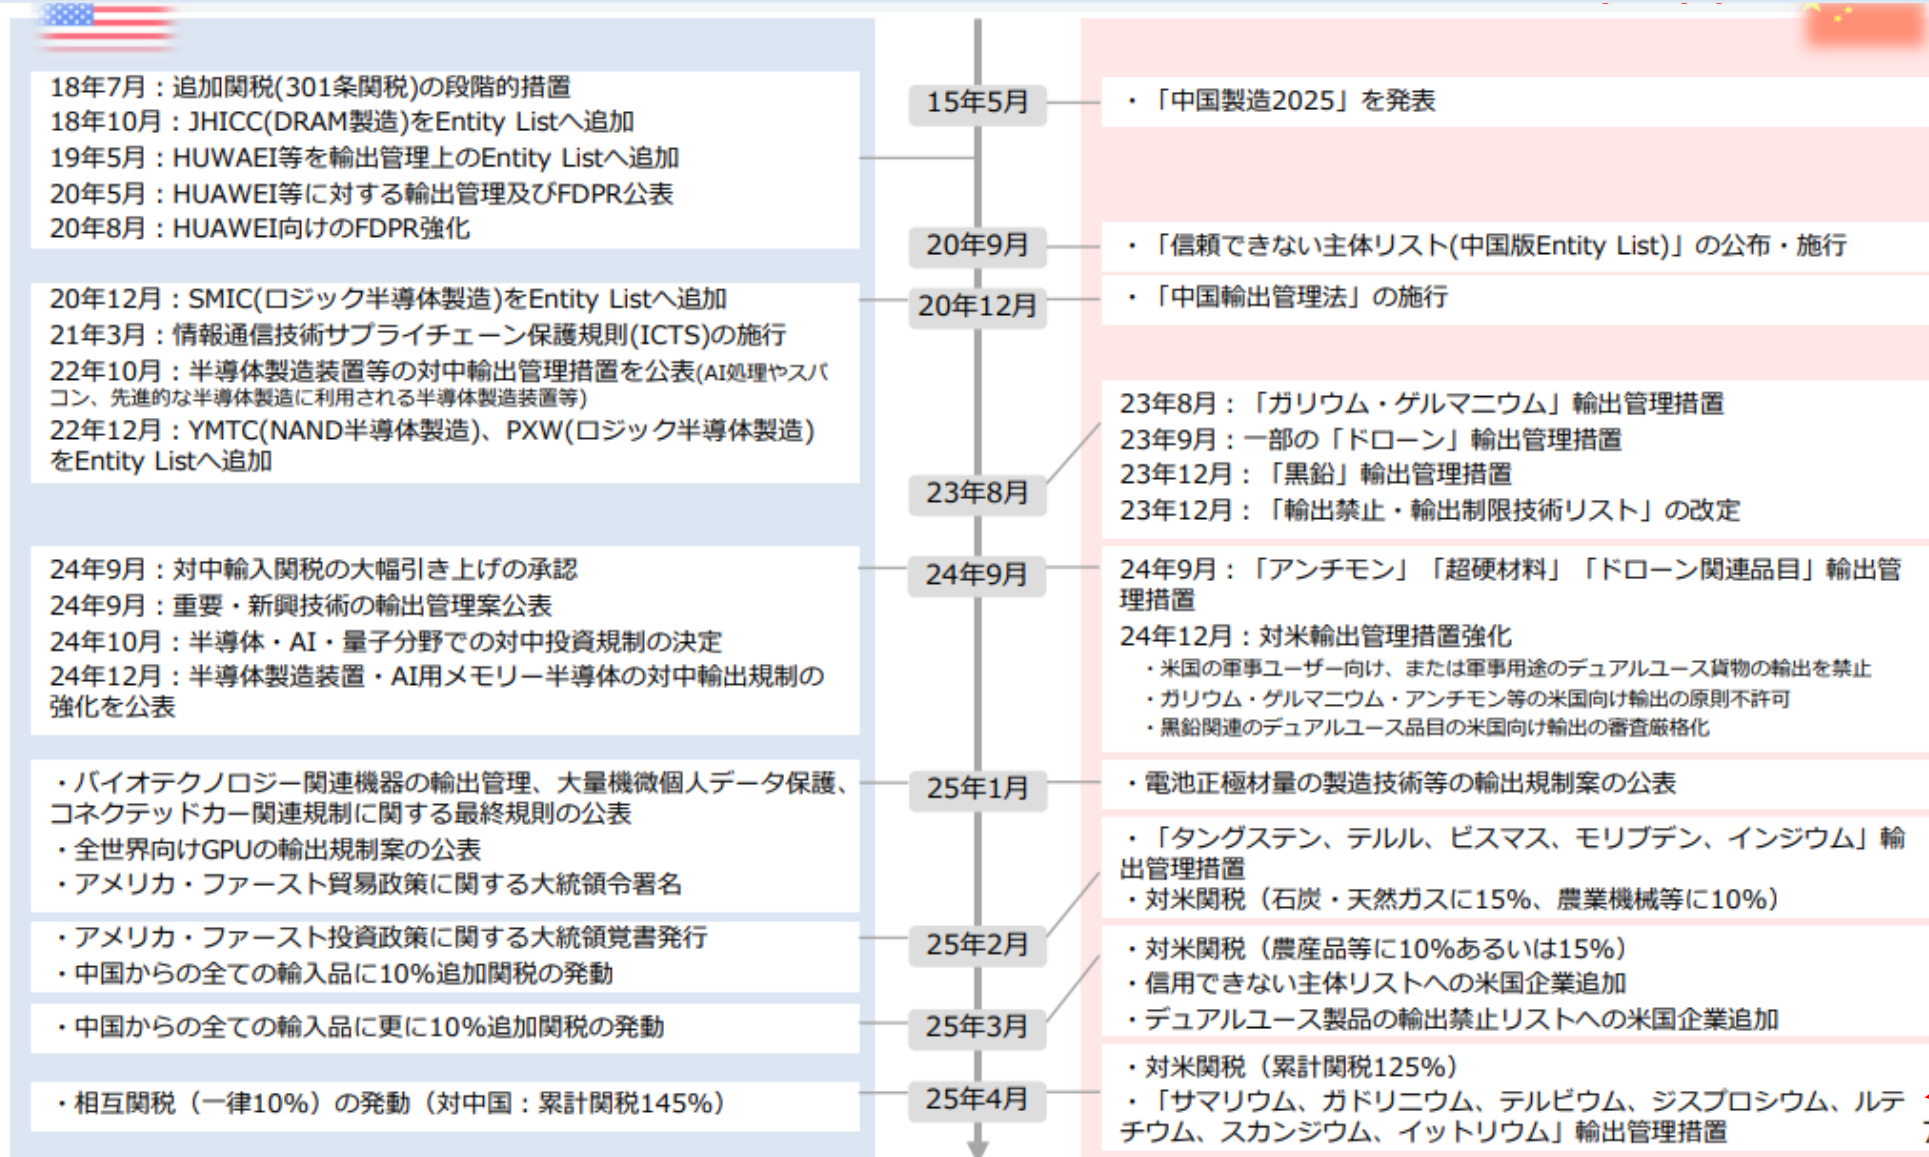 18年7月：追加関税(301条関税)の段階的措置
18年10月：JHICC(DRAM製造)をEntity Listへ追加
19年5月：HUWAEI等を輸出管理上のEntity Listへ追加
20年5月：HUAWEI等に対する輸出管理及びFDPR公表
20年8月：HUAWEI向けのFDPR強化
15年5月
・「中国製造2025」を発表
20年9月
・「信頼できない主体リスト(中国版Entity List)」の公布・施行
20年12月：SMIC(ロジック半導体製造)をEntity Listへ追加
21年3月：情報通信技術サプライチェーン保護規則(ICTS)の施行
22年10月：半導体製造装置等の対中輸出管理措置を公表(AI処理やスパ
コン、先進的な半導体製造に利用される半導体製造装置等)
22年12月：YMTC(NAND半導体製造)、PXW(ロジック半導体製造)
をEntity Listへ追加
20年12月
・「中国輸出管理法」の施行
23年8月
23年8月：「ガリウム・ゲルマニウム」輸出管理措置
23年9月：一部の「ドローン」輸出管理措置
23年12月：「黒鉛」輸出管理措置
23年12月：「輸出禁止・輸出制限技術リスト」の改定
24年9月：対中輸入関税の大幅引き上げの承認
24年9月：重要・新興技術の輸出管理案公表
24年10月：半導体・AI・量子分野での対中投資規制の決定
24年12月：半導体製造装置・AI用メモリー半導体の対中輸出規制の
強化を公表
24年9月
24年9月：「アンチモン」「超硬材料」「ドローン関連品目」輸出管
理措置
24年12月：対米輸出管理措置強化
・米国の軍事ユーザー向け、または軍事用途のデュアルユース貨物の輸出を禁止
・ガリウム・ゲルマニウム・アンチモン等の米国向け輸出の原則不許可
・黒鉛関連のデュアルユース品目の米国向け輸出の審査厳格化
・バイオテクノロジー関連機器の輸出管理、大量機微個人データ保護、
コネクテッドカー関連規制に関する最終規則の公表
・全世界向けGPUの輸出規制案の公表
・アメリカ・ファースト貿易政策に関する大統領令署名
25年1月
・電池正極材量の製造技術等の輸出規制案の公表
・アメリカ・ファースト投資政策に関する大統領覚書発行
・中国からの全ての輸入品に10%追加関税の発動
25年2月
・「タングステン、テルル、ビスマス、モリブデン、インジウム」輸
出管理措置
・対米関税（石炭・天然ガスに15%、農業機械等に10%）
・中国からの全ての輸入品に更に10%追加関税の発動
25年3月
・対米関税（農産品等に10%あるいは15%）
・信用できない主体リストへの米国企業追加
・デュアルユース製品の輸出禁止リストへの米国企業追加
・相互関税（一律10%）の発動（対中国：累計関税145%）
25年4月
・対米関税（累計関税125%）
・「サマリウム、ガドリニウム、テルビウム、ジスプロシウム、ルテ
チウム、スカンジウム、イットリウム」輸出管理措置